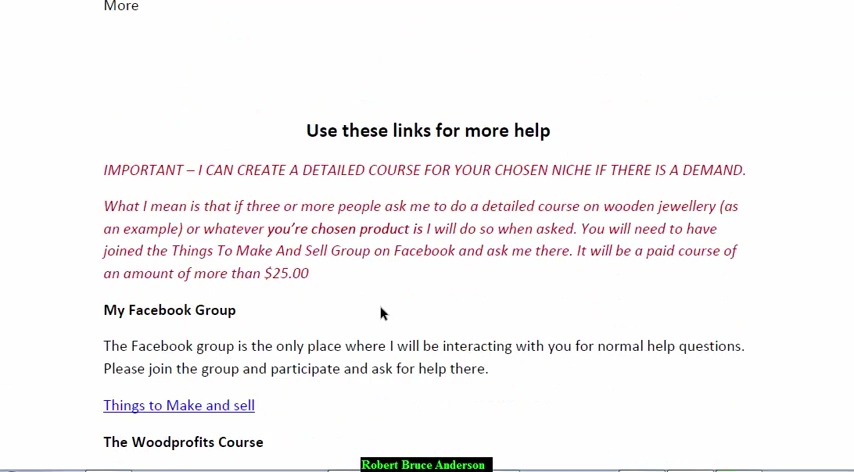 More
Use these links for more help
IMPORTANT – I CAN CREATE A DETAILED COURSE FOR YOUR CHOSEN NICHE IF THERE IS A DEMAND.
What I mean is that if three or more people ask me to do a detailed course on wooden jewellery (as
an example) or whatever you’re chosen product is I will do so when asked. You will need to have
joined the Things To Make And Sell Group on Facebook and ask me there. It will be a paid course of
an amount of more than $25.00
My Facebook Group
The Facebook group is the only place where I will be interacting with you for normal help questions.
Please join the group and participate and ask for help there.
Things to Make and sell
The Woodprofits Course
Robert Bruce Anderson